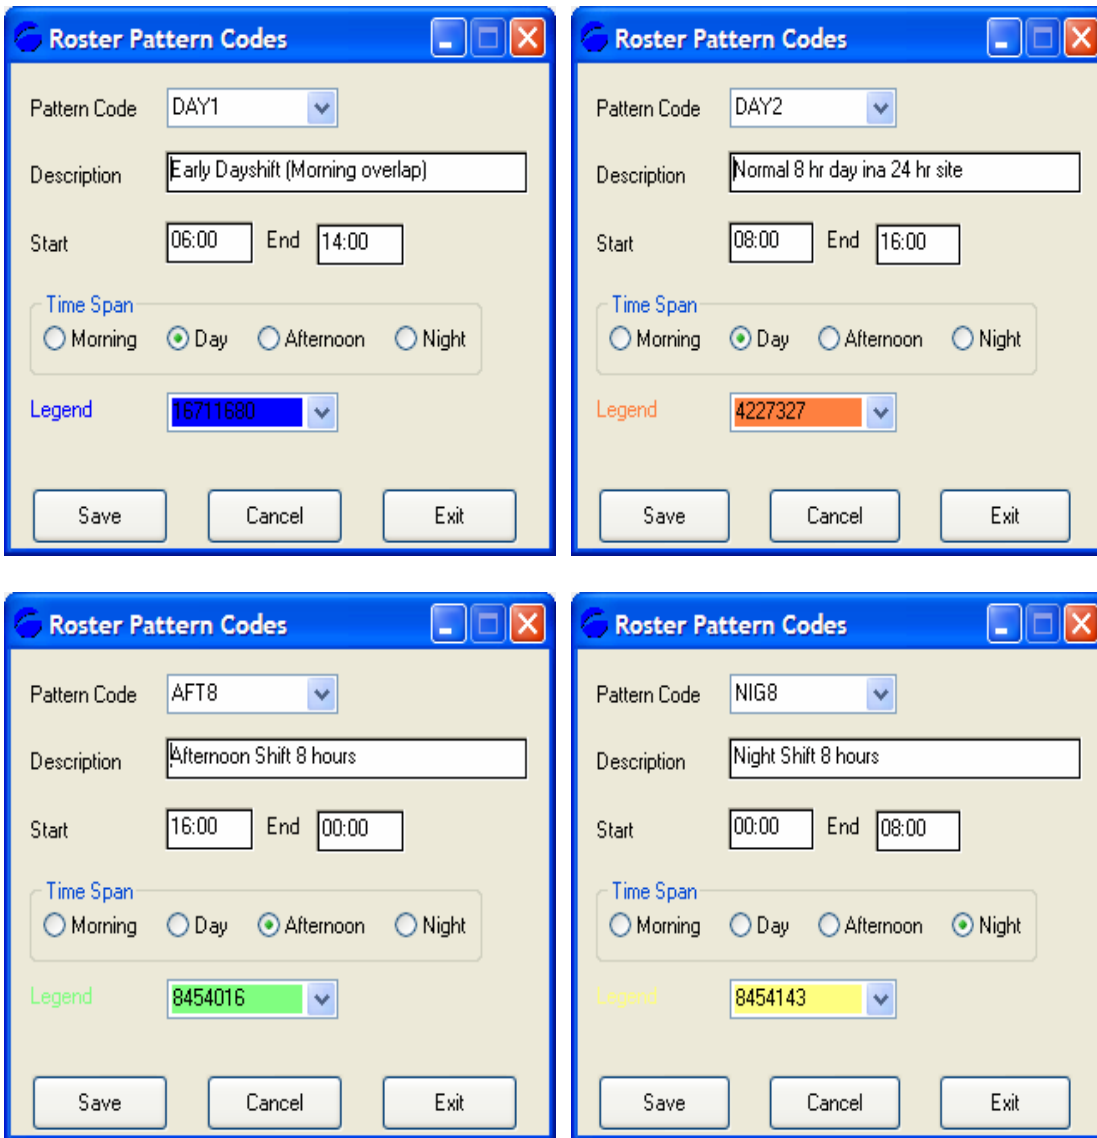 Roster Pattern Codes
Pattern Code DAY1
Description Early Dayshift (Morning overlap)
Start 06:00 End 14:00
Time Span
Morning Day Afternoon Night
Legend 16711680
Save Cancel Exit
Roster Pattern Codes
Pattern Code DAY2
Description Normal 8 hr day ina 24 hr site
Start 08:00 End 16:00
Time Span
Morning Day Afternoon Night
Legend 4227327
Save Cancel Exit
Roster Pattern Codes
Pattern Code AFT8
Description Afternoon Shift 8 hours
Start 16:00 End 00:00
Time Span
Morning Day Afternoon Night
Legend 8454016
Save Cancel Exit
Roster Pattern Codes
Pattern Code NIG8
Description Night Shift 8 hours
Start 00:00 End 08:00
Time Span
Morning Day Afternoon Night
Legend 8454143
Save Cancel Exit